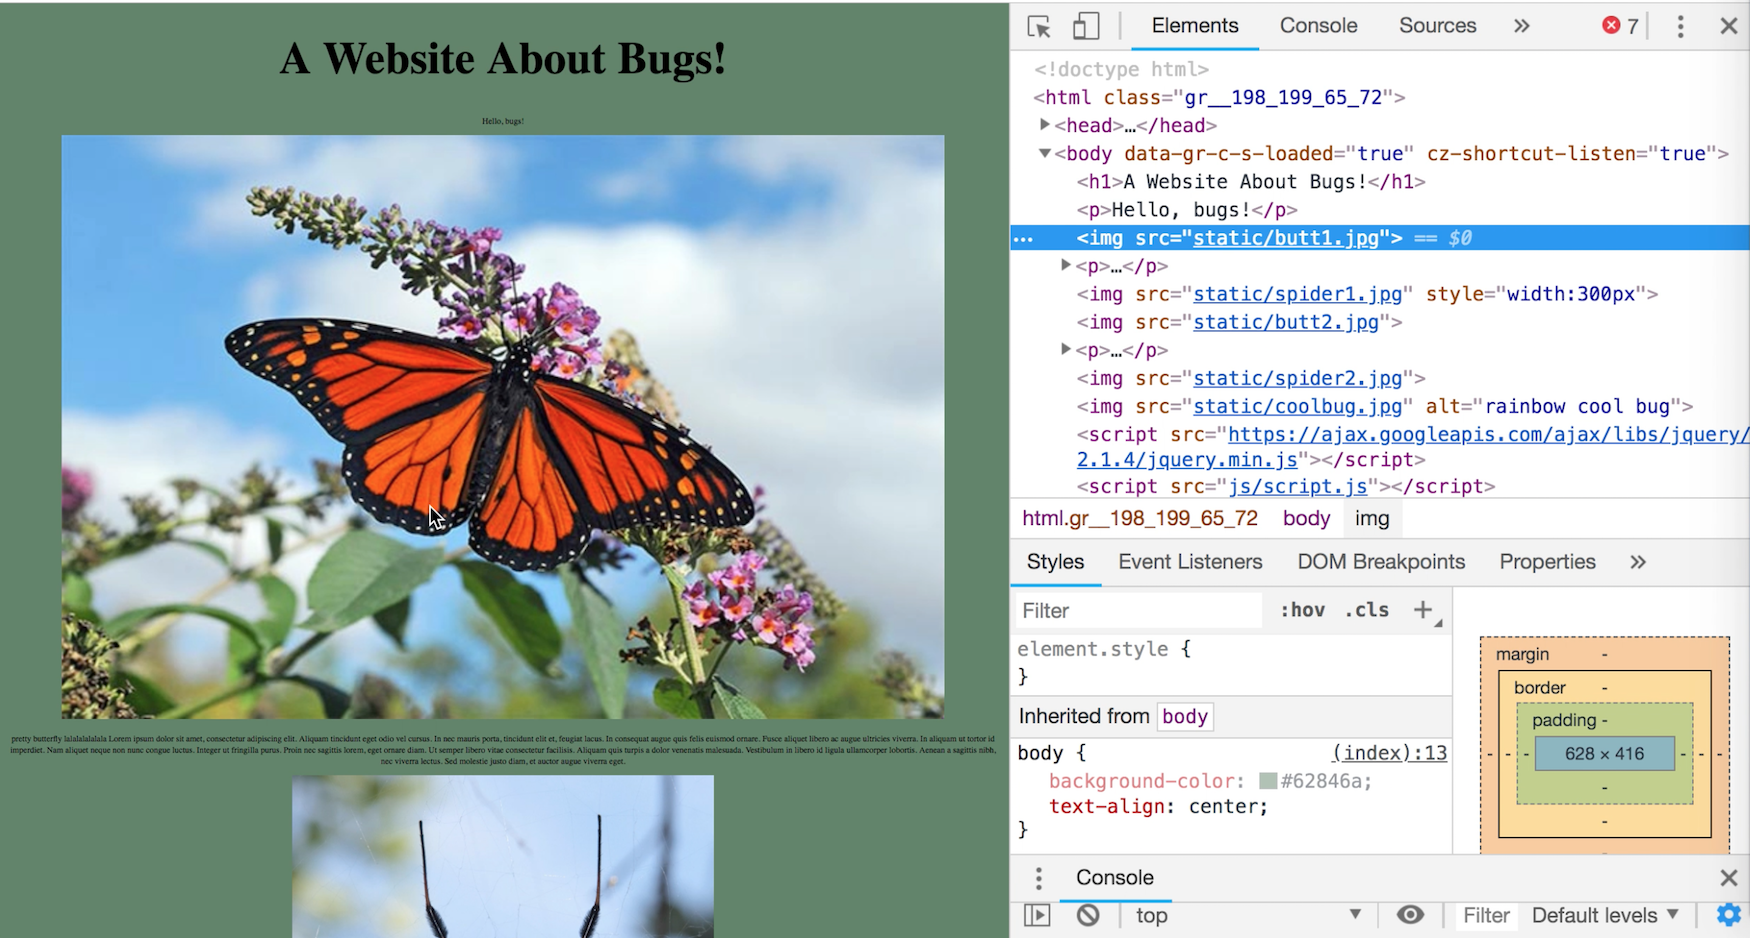 A Website About Bugs!
Hello, bugs!
pretty butterfly lalalalalalala Lorem ipsum dolor sit amet, consectetur adipiscing elit. Aliquam tincidunt eget odio vel cursus. In nec mauris porta, tincidunt elit et, feugiat lacus. In consequat augue quis felis euismod ornare. Fusce aliquet libero ac augue ultricies viverra. In aliquam ut tortor id
imperdiet. Nam aliquet neque non nunc congue luctus. Integer ut fringilla purus. Proin nec sagittis lorem, eget ornare diam. Ut semper libero vitae consectetur facilisis. Aliquam quis turpis a dolor venenatis malesuada. Vestibulum in libero id ligula ullamcorper lobortis. Aenean a sagittis nibh,
nec viverra lectus. Sed molestie justo diam, et auctor augue viverra eget.
Elements Console Sources » 7
<!doctype html>
<html class="gr__198_199_65_72">
<head>…</head>
<body data-gr-c-s-loaded="true" cz-shortcut-listen="true">
<h1>A Website About Bugs!</h1>
<p>Hello, bugs!</p>
… <img src="static/butt1.jpg"> == $0
<p>…</p>
<img src="static/spider1.jpg" style="width:300px">
<img src="static/butt2.jpg">
<p>…</p>
<img src="static/spider2.jpg">
<img src="static/coolbug.jpg" alt="rainbow cool bug">
<script src="https://ajax.googleapis.com/ajax/libs/jquery/
2.1.4/jquery.min.js"></script>
<script src="js/script.js"></script>
html.gr__198_199_65_72 body img
Styles Event Listeners DOM Breakpoints Properties »
Filter :hov .cls +
element.style {
}
Inherited from body
body { (index):13
background-color: #62846a;
text-align: center;
}
margin -
border -
padding -
- - - 628 × 416 - - -
-
-
Console
top Filter Default levels